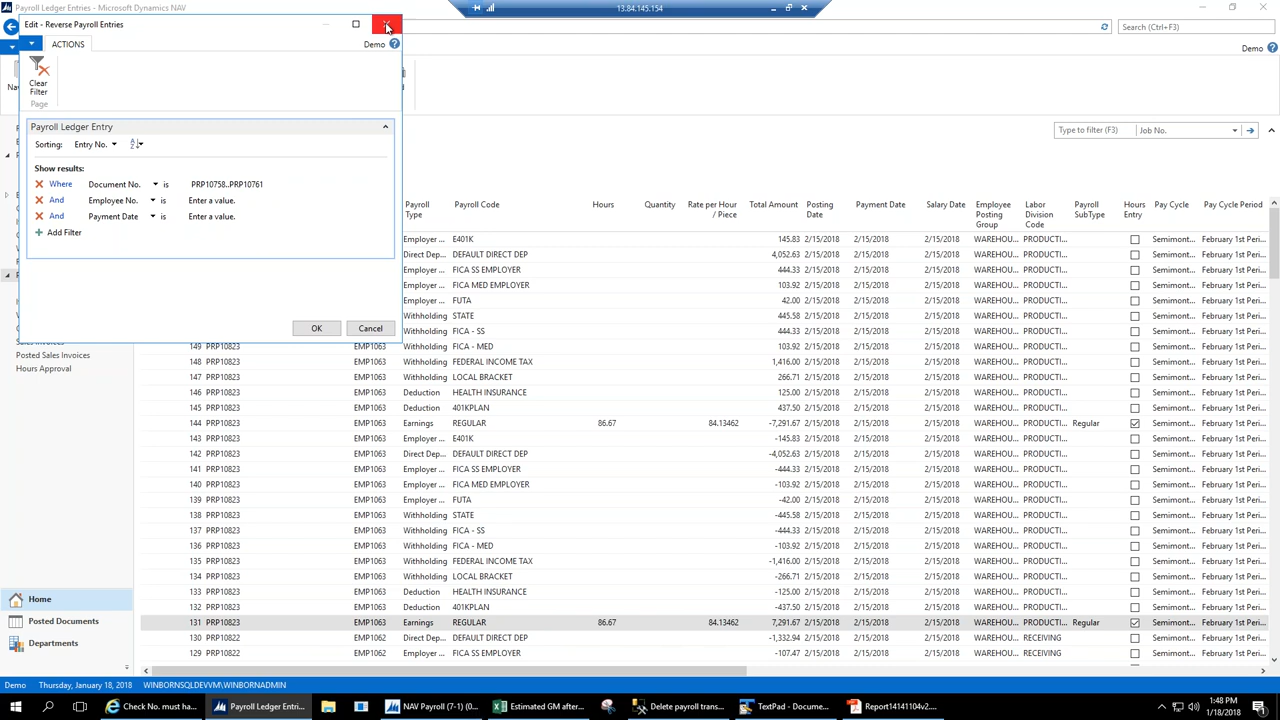 Payroll Ledger Entries - Microsoft Dynamics NAV
13.84.145.154
Edit - Reverse Payroll Entries
Search (Ctrl+F3)
ACTIONS
Demo
Demo
Clear
Filter
Page
Payroll Ledger Entry
Sorting: Entry No.
Show results:
Where Document No. is PRP10758..PRP10761
And Employee No. is Enter a value.
And Payment Date is Enter a value.
Add Filter
OK Cancel
Type to filter (F3) Job No.
Payroll Type Payroll Code Hours Quantity Rate per Hour / Piece Total Amount Posting Date Payment Date Salary Date Employee Posting Group Labor Division Code Payroll SubType Hours Entry Pay Cycle Pay Cycle Period
Employer ... E401K 145.83 2/15/2018 2/15/2018 2/15/2018 WAREHOU... PRODUCTI... Semimont... February 1st Peri...
Direct Dep... DEFAULT DIRECT DEP 4,052.63 2/15/2018 2/15/2018 2/15/2018 WAREHOU... PRODUCTI... Semimont... February 1st Peri...
Employer ... FICA SS EMPLOYER 444.33 2/15/2018 2/15/2018 2/15/2018 WAREHOU... PRODUCTI... Semimont... February 1st Peri...
Employer ... FICA MED EMPLOYER 103.92 2/15/2018 2/15/2018 2/15/2018 WAREHOU... PRODUCTI... Semimont... February 1st Peri...
Employer ... FUTA 42.00 2/15/2018 2/15/2018 2/15/2018 WAREHOU... PRODUCTI... Semimont... February 1st Peri...
Withholding STATE 445.58 2/15/2018 2/15/2018 2/15/2018 WAREHOU... PRODUCTI... Semimont... February 1st Peri...
Withholding FICA - SS 444.33 2/15/2018 2/15/2018 2/15/2018 WAREHOU... PRODUCTI... Semimont... February 1st Peri...
149 PRP10823 EMP1063 Withholding FICA - MED 103.92 2/15/2018 2/15/2018 2/15/2018 WAREHOU... PRODUCTI... Semimont... February 1st Peri...
148 PRP10823 EMP1063 Withholding FEDERAL INCOME TAX 1,416.00 2/15/2018 2/15/2018 2/15/2018 WAREHOU... PRODUCTI... Semimont... February 1st Peri...
147 PRP10823 EMP1063 Withholding LOCAL BRACKET 266.71 2/15/2018 2/15/2018 2/15/2018 WAREHOU... PRODUCTI... Semimont... February 1st Peri...
146 PRP10823 EMP1063 Deduction HEALTH INSURANCE 125.00 2/15/2018 2/15/2018 2/15/2018 WAREHOU... PRODUCTI... Semimont... February 1st Peri...
145 PRP10823 EMP1063 Deduction 401KPLAN 437.50 2/15/2018 2/15/2018 2/15/2018 WAREHOU... PRODUCTI... Semimont... February 1st Peri...
144 PRP10823 EMP1063 Earnings REGULAR 86.67 84.13462 -7,291.67 2/15/2018 2/15/2018 2/15/2018 WAREHOU... PRODUCTI... Regular Semimont... February 1st Peri...
143 PRP10823 EMP1063 Employer ... E401K -145.83 2/15/2018 2/15/2018 2/15/2018 WAREHOU... PRODUCTI... Semimont... February 1st Peri...
142 PRP10823 EMP1063 Direct Dep... DEFAULT DIRECT DEP -4,052.63 2/15/2018 2/15/2018 2/15/2018 WAREHOU... PRODUCTI... Semimont... February 1st Peri...
141 PRP10823 EMP1063 Employer ... FICA SS EMPLOYER -444.33 2/15/2018 2/15/2018 2/15/2018 WAREHOU... PRODUCTI... Semimont... February 1st Peri...
140 PRP10823 EMP1063 Employer ... FICA MED EMPLOYER -103.92 2/15/2018 2/15/2018 2/15/2018 WAREHOU... PRODUCTI... Semimont... February 1st Peri...
139 PRP10823 EMP1063 Employer ... FUTA -42.00 2/15/2018 2/15/2018 2/15/2018 WAREHOU... PRODUCTI... Semimont... February 1st Peri...
138 PRP10823 EMP1063 Withholding STATE -445.58 2/15/2018 2/15/2018 2/15/2018 WAREHOU... PRODUCTI... Semimont... February 1st Peri...
137 PRP10823 EMP1063 Withholding FICA - SS -444.33 2/15/2018 2/15/2018 2/15/2018 WAREHOU... PRODUCTI... Semimont... February 1st Peri...
136 PRP10823 EMP1063 Withholding FICA - MED -103.92 2/15/2018 2/15/2018 2/15/2018 WAREHOU... PRODUCTI... Semimont... February 1st Peri...
135 PRP10823 EMP1063 Withholding FEDERAL INCOME TAX -1,416.00 2/15/2018 2/15/2018 2/15/2018 WAREHOU... PRODUCTI... Semimont... February 1st Peri...
134 PRP10823 EMP1063 Withholding LOCAL BRACKET -266.71 2/15/2018 2/15/2018 2/15/2018 WAREHOU... PRODUCTI... Semimont... February 1st Peri...
133 PRP10823 EMP1063 Deduction HEALTH INSURANCE -125.00 2/15/2018 2/15/2018 2/15/2018 WAREHOU... PRODUCTI... Semimont... February 1st Peri...
132 PRP10823 EMP1063 Deduction 401KPLAN -437.50 2/15/2018 2/15/2018 2/15/2018 WAREHOU... PRODUCTI... Semimont... February 1st Peri...
131 PRP10823 EMP1063 Earnings REGULAR 86.67 84.13462 7,291.67 2/15/2018 2/15/2018 2/15/2018 WAREHOU... PRODUCTI... Regular Semimont... February 1st Peri...
130 PRP10822 EMP1062 Direct Dep... DEFAULT DIRECT DEP -1,332.94 2/15/2018 2/15/2018 2/15/2018 WAREHOU... RECEIVING Semimont... February 1st Peri...
129 PRP10822 EMP1062 Employer ... FICA SS EMPLOYER -107.47 2/15/2018 2/15/2018 2/15/2018 WAREHOU... RECEIVING Semimont... February 1st Peri...
Posted Sales Invoices
Hours Approval
Home
Posted Documents
Departments
Demo Thursday, January 18, 2018 WINBORNSQLDEVVM\WINBORNADMIN
Check No. must ha... Payroll Ledger Entri... NAV Payroll (7-1) (0... Estimated GM after... Delete payroll trans... TextPad - Docume... Report14141104v2....
1:48 PM
1/18/2018